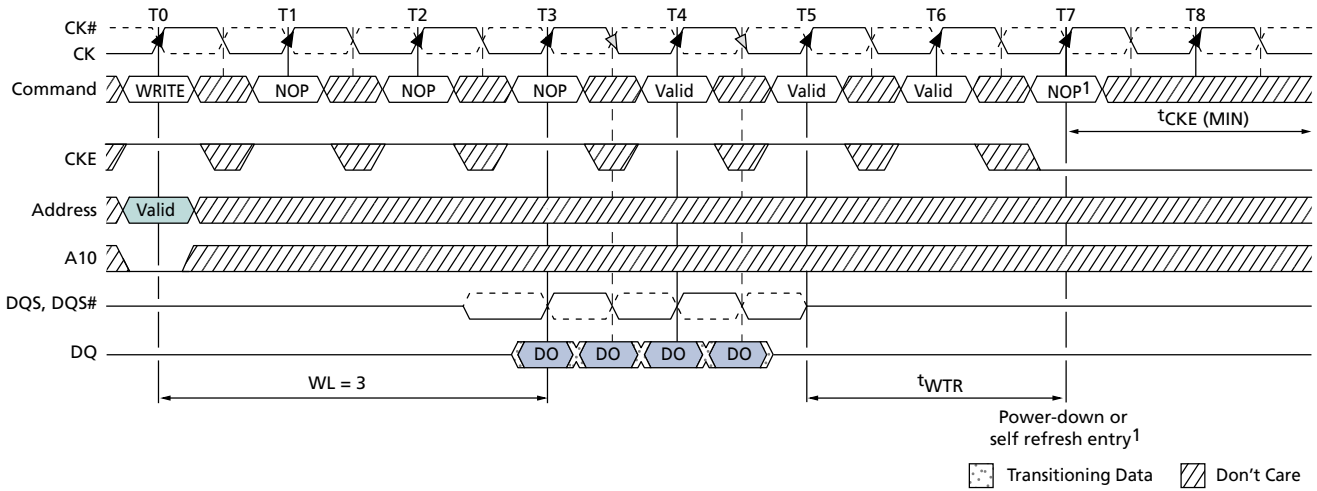 T0 T1 T2 T3 T4 T5 T6 T7 T8
CK#
CK
Command WRITE NOP NOP NOP Valid Valid Valid NOP1
tCKE (MIN)
CKE
Address Valid
A10
DQS, DQS#
DQ DO DO DO DO
WL = 3 tWTR
Power-down or
self refresh entry1
Transitioning Data Don't Care